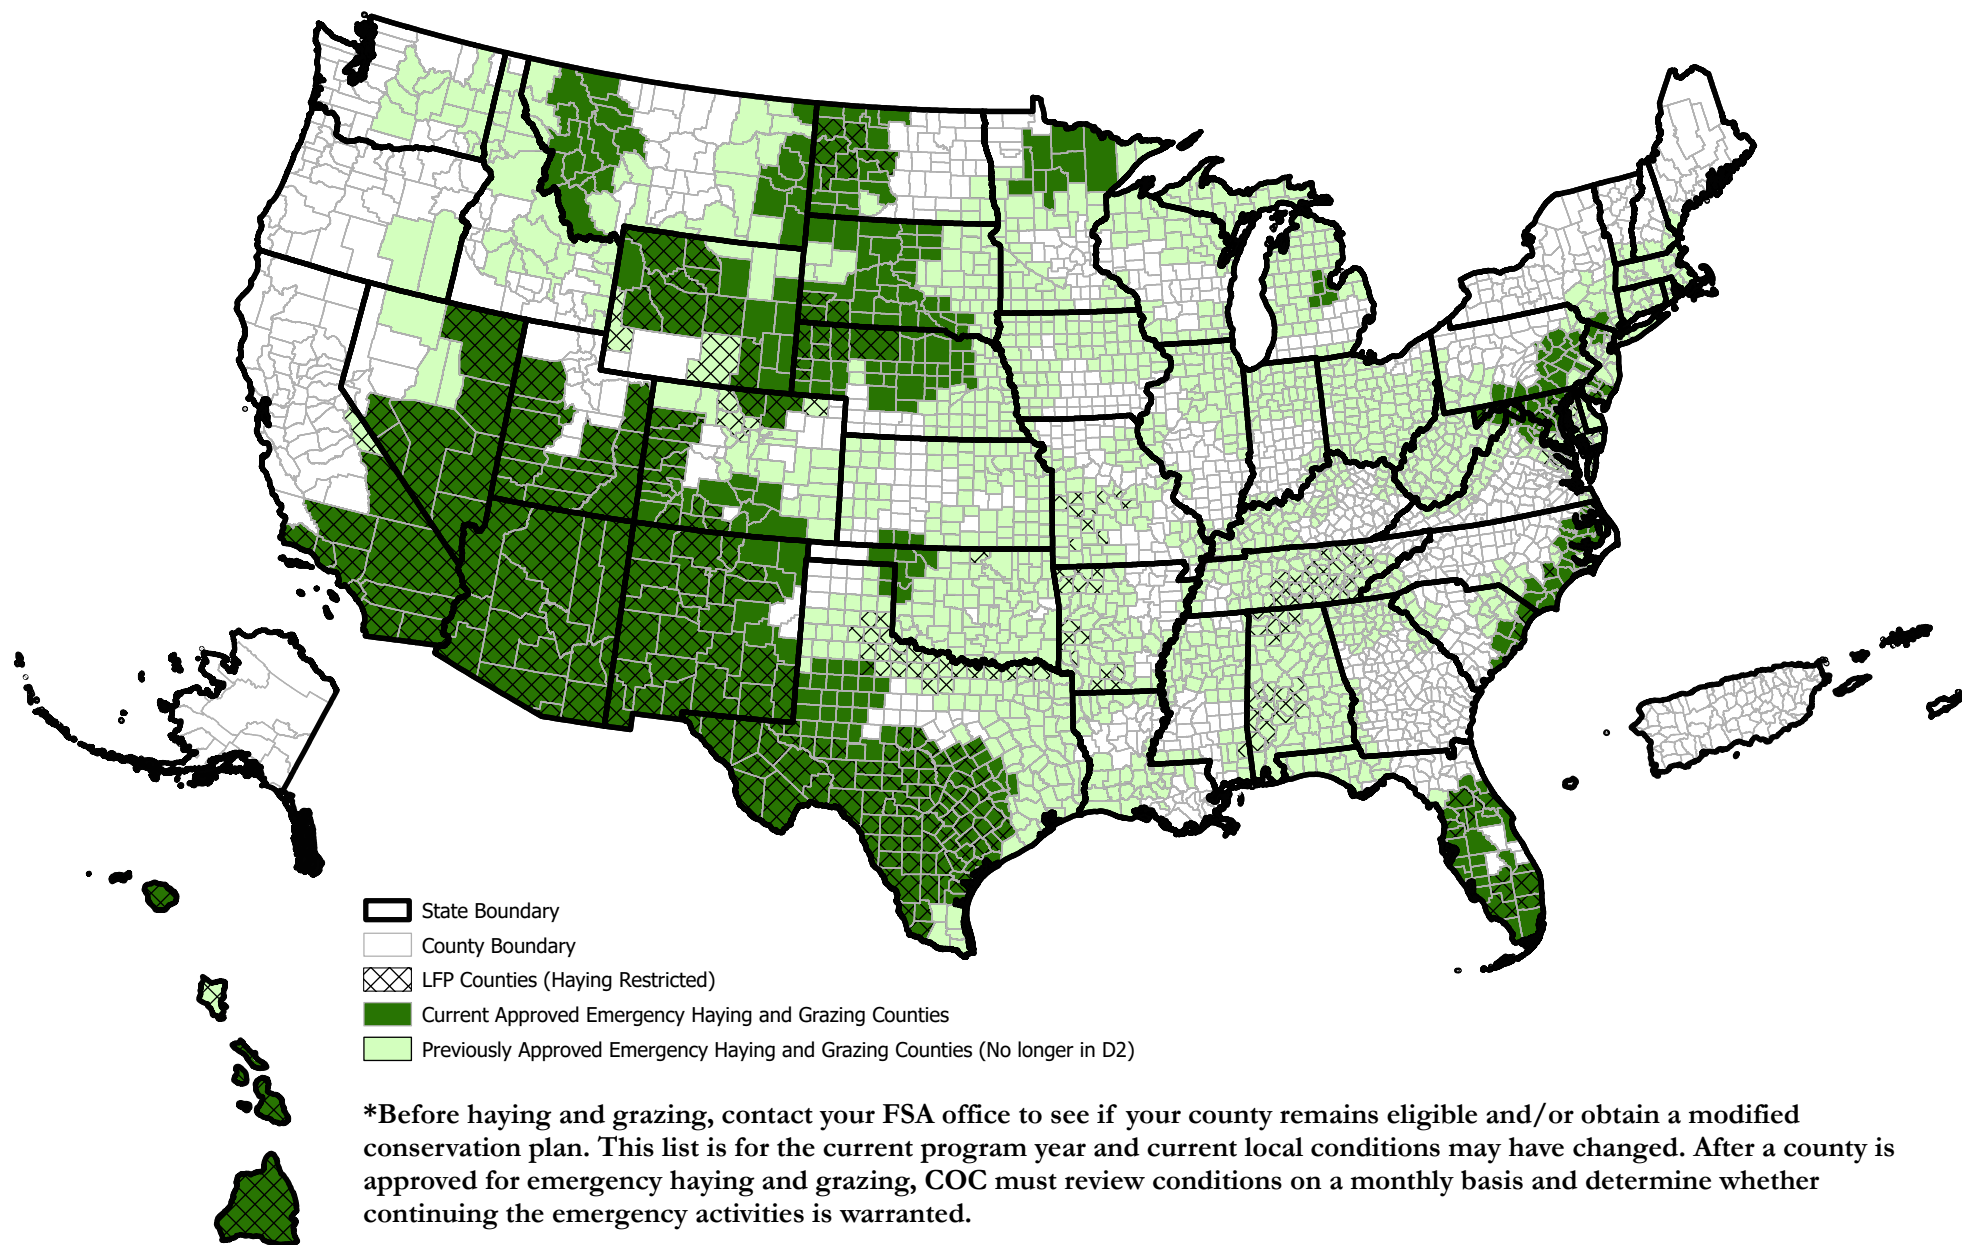 State Boundary
County Boundary
LFP Counties (Haying Restricted)
Current Approved Emergency Haying and Grazing Counties
Previously Approved Emergency Haying and Grazing Counties (No longer in D2)
*Before haying and grazing, contact your FSA office to see if your county remains eligible and/or obtain a modified
conservation plan. This list is for the current program year and current local conditions may have changed. After a county is
approved for emergency haying and grazing, COC must review conditions on a monthly basis and determine whether
continuing the emergency activities is warranted.